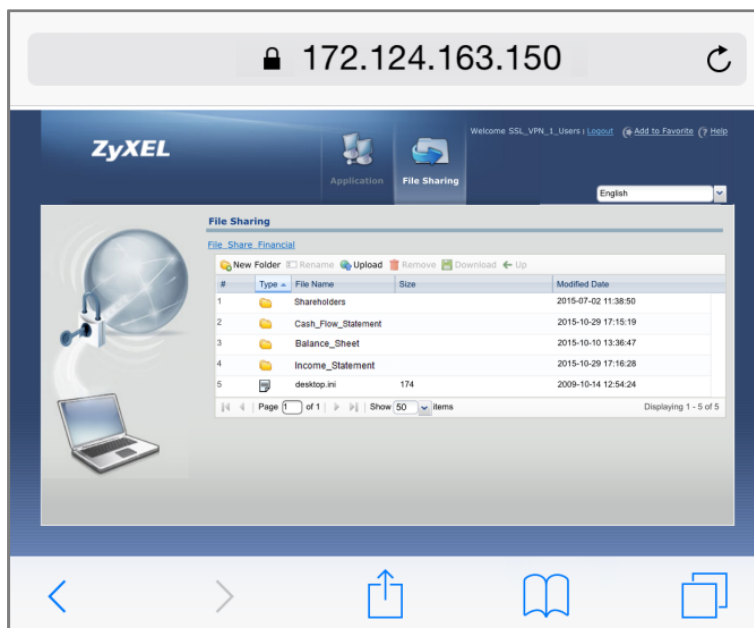 172.124.163.150
Welcome SSL_VPN_1_Users | Logout Add to Favorite Help
ZyXEL
Application File Sharing
English
File Sharing
File_Share_Financial
New Folder Rename Upload Remove Download Up
# Type File Name Size Modified Date
1 Shareholders 2015-07-02 11:38:50
2 Cash_Flow_Statement 2015-10-29 17:15:19
3 Balance_Sheet 2015-10-10 13:36:47
4 Income_Statement 2015-10-29 17:16:28
5 desktop.ini 174 2009-10-14 12:54:24
Page 1 of 1 Show 50 items Displaying 1 - 5 of 5